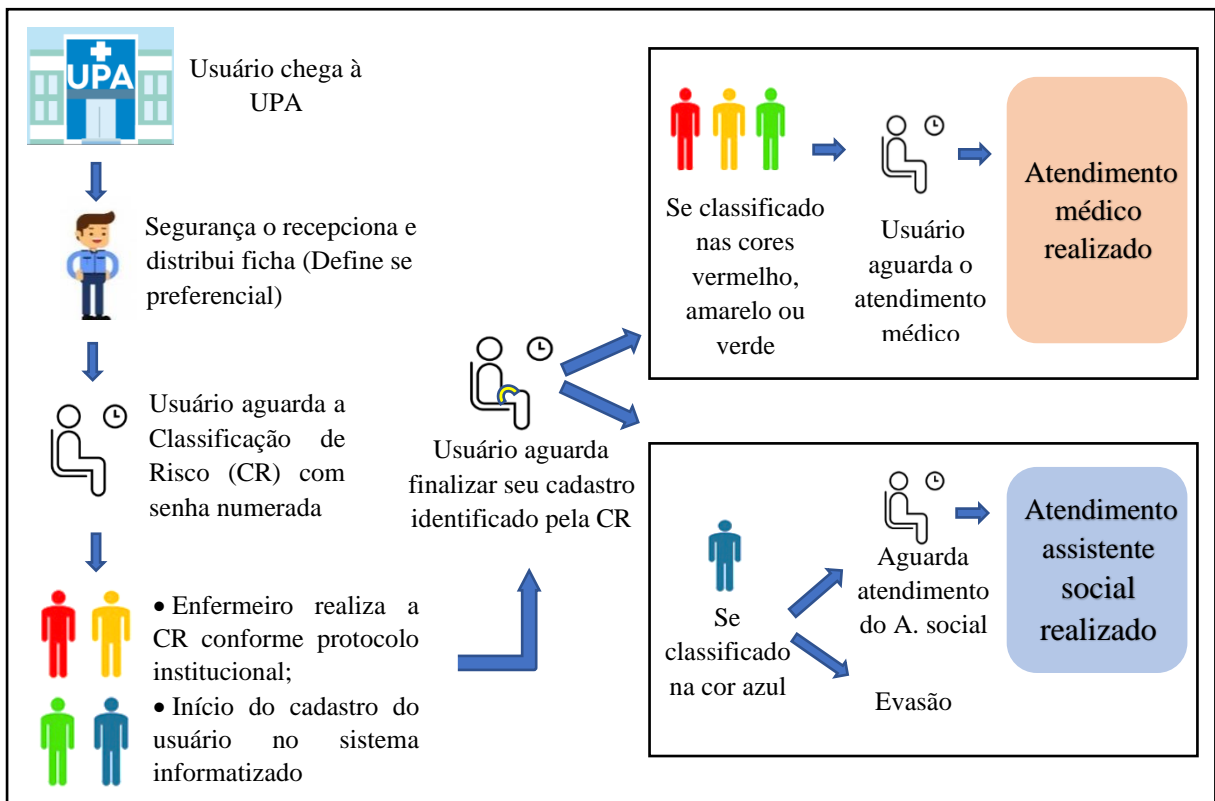 UPA
Usuário chega à
UPA
Segurança o recepciona e
distribui ficha (Define se
preferencial)
Usuário aguarda a
Classificação de
Risco (CR) com
senha numerada
• Enfermeiro realiza a
CR conforme protocolo
institucional;
• Início do cadastro do
usuário no sistema
informatizado
Usuário aguarda
finalizar seu cadastro
identificado pela CR
Se classificado
nas cores
vermelho,
amarelo ou
verde
Usuário
aguarda o
atendimento
médico
Atendimento
médico
realizado
Se
classificado
na cor azul
Aguarda
atendimento
do A. social
Evasão
Atendimento
assistente
social
realizado